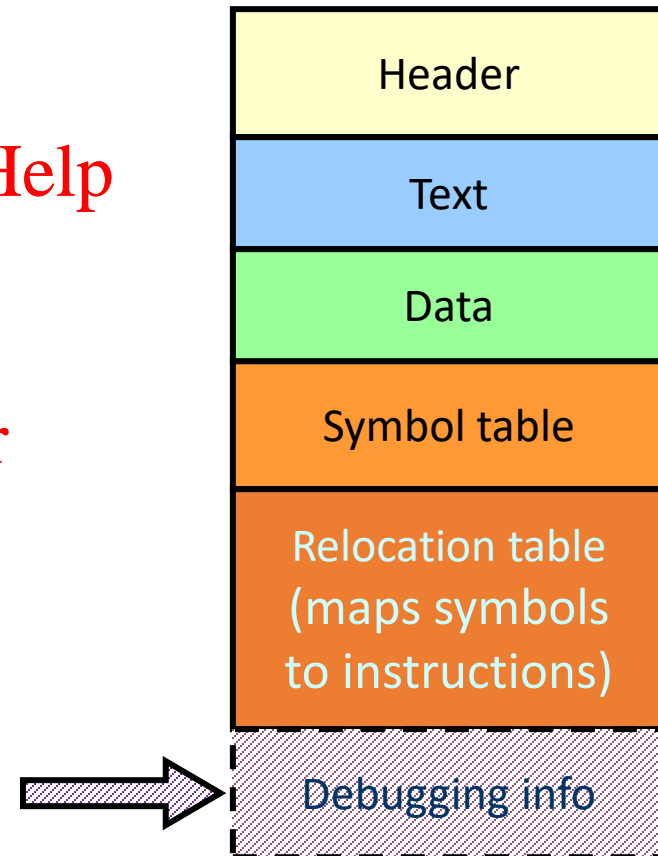 Header
Help
Text
Data
Symbol table
Relocation table
(maps symbols
to instructions)
Debugging info